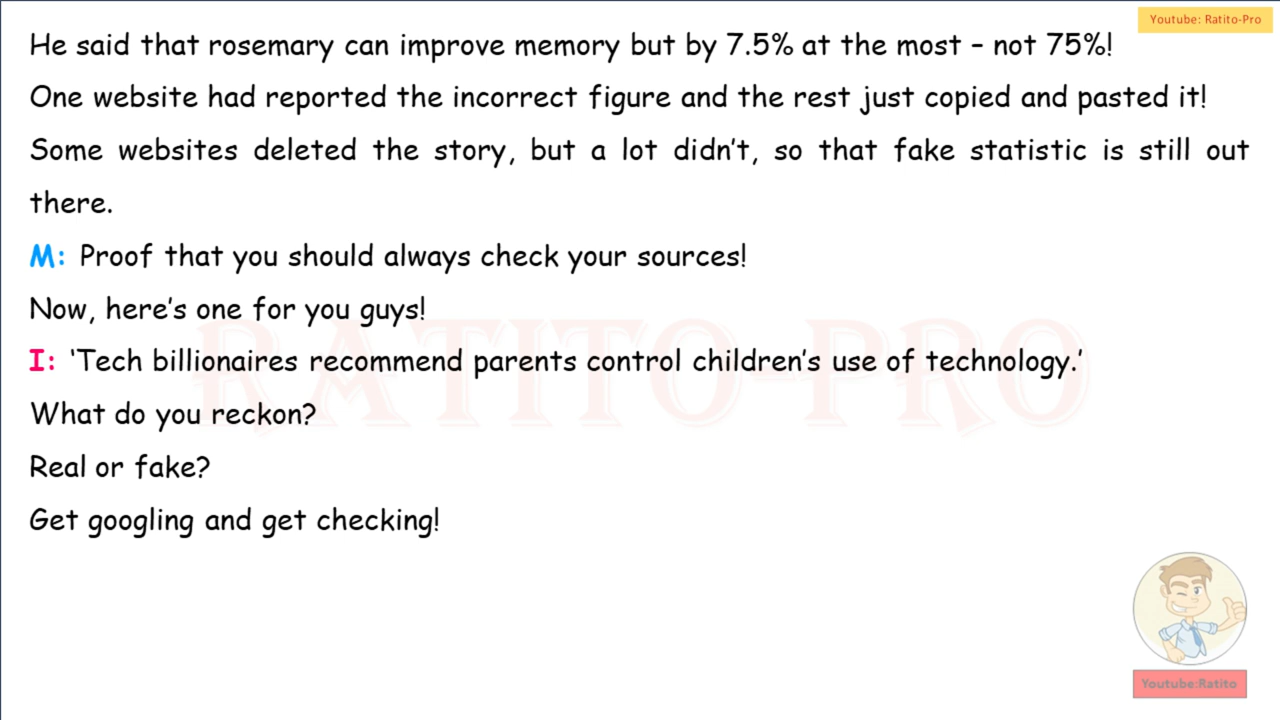 Youtube: Ratito-Pro
He said that rosemary can improve memory but by 7.5% at the most – not 75%!
One website had reported the incorrect figure and the rest just copied and pasted it!
Some websites deleted the story, but a lot didn’t, so that fake statistic is still out
there.
M: Proof that you should always check your sources!
Now, here’s one for you guys!
RATITO-PRO
I: ‘Tech billionaires recommend parents control children’s use of technology.’
What do you reckon?
Real or fake?
Get googling and get checking!
Youtube:Ratito